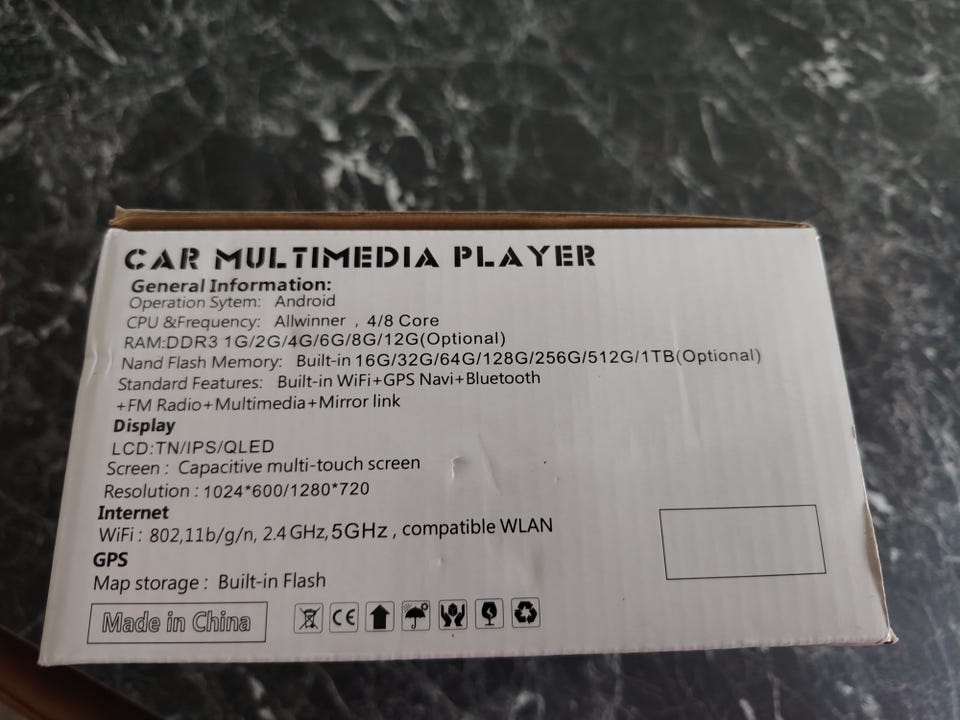 CAR MULTIMEDIA PLAYER
General Information:
Operation Sytem: Android
CPU &Frequency: Allwinner , 4/8 Core
RAM:DDR3 1G/2G/4G/6G/8G/12G(Optional)
Nand Flash Memory: Built-in 16G/32G/64G/128G/256G/512G/1TB(Optional)
Standard Features: Built-in WiFi+GPS Navi+Bluetooth
+FM Radio+Multimedia+Mirror link
Display
LCD:TN/IPS/QLED
Screen : Capacitive multi-touch screen
Resolution : 1024*600/1280*720
Internet
WiFi : 802,11b/g/n, 2.4 GHz, 5GHz , compatible WLAN
GPS
Map storage : Built-in Flash
Made in China CE